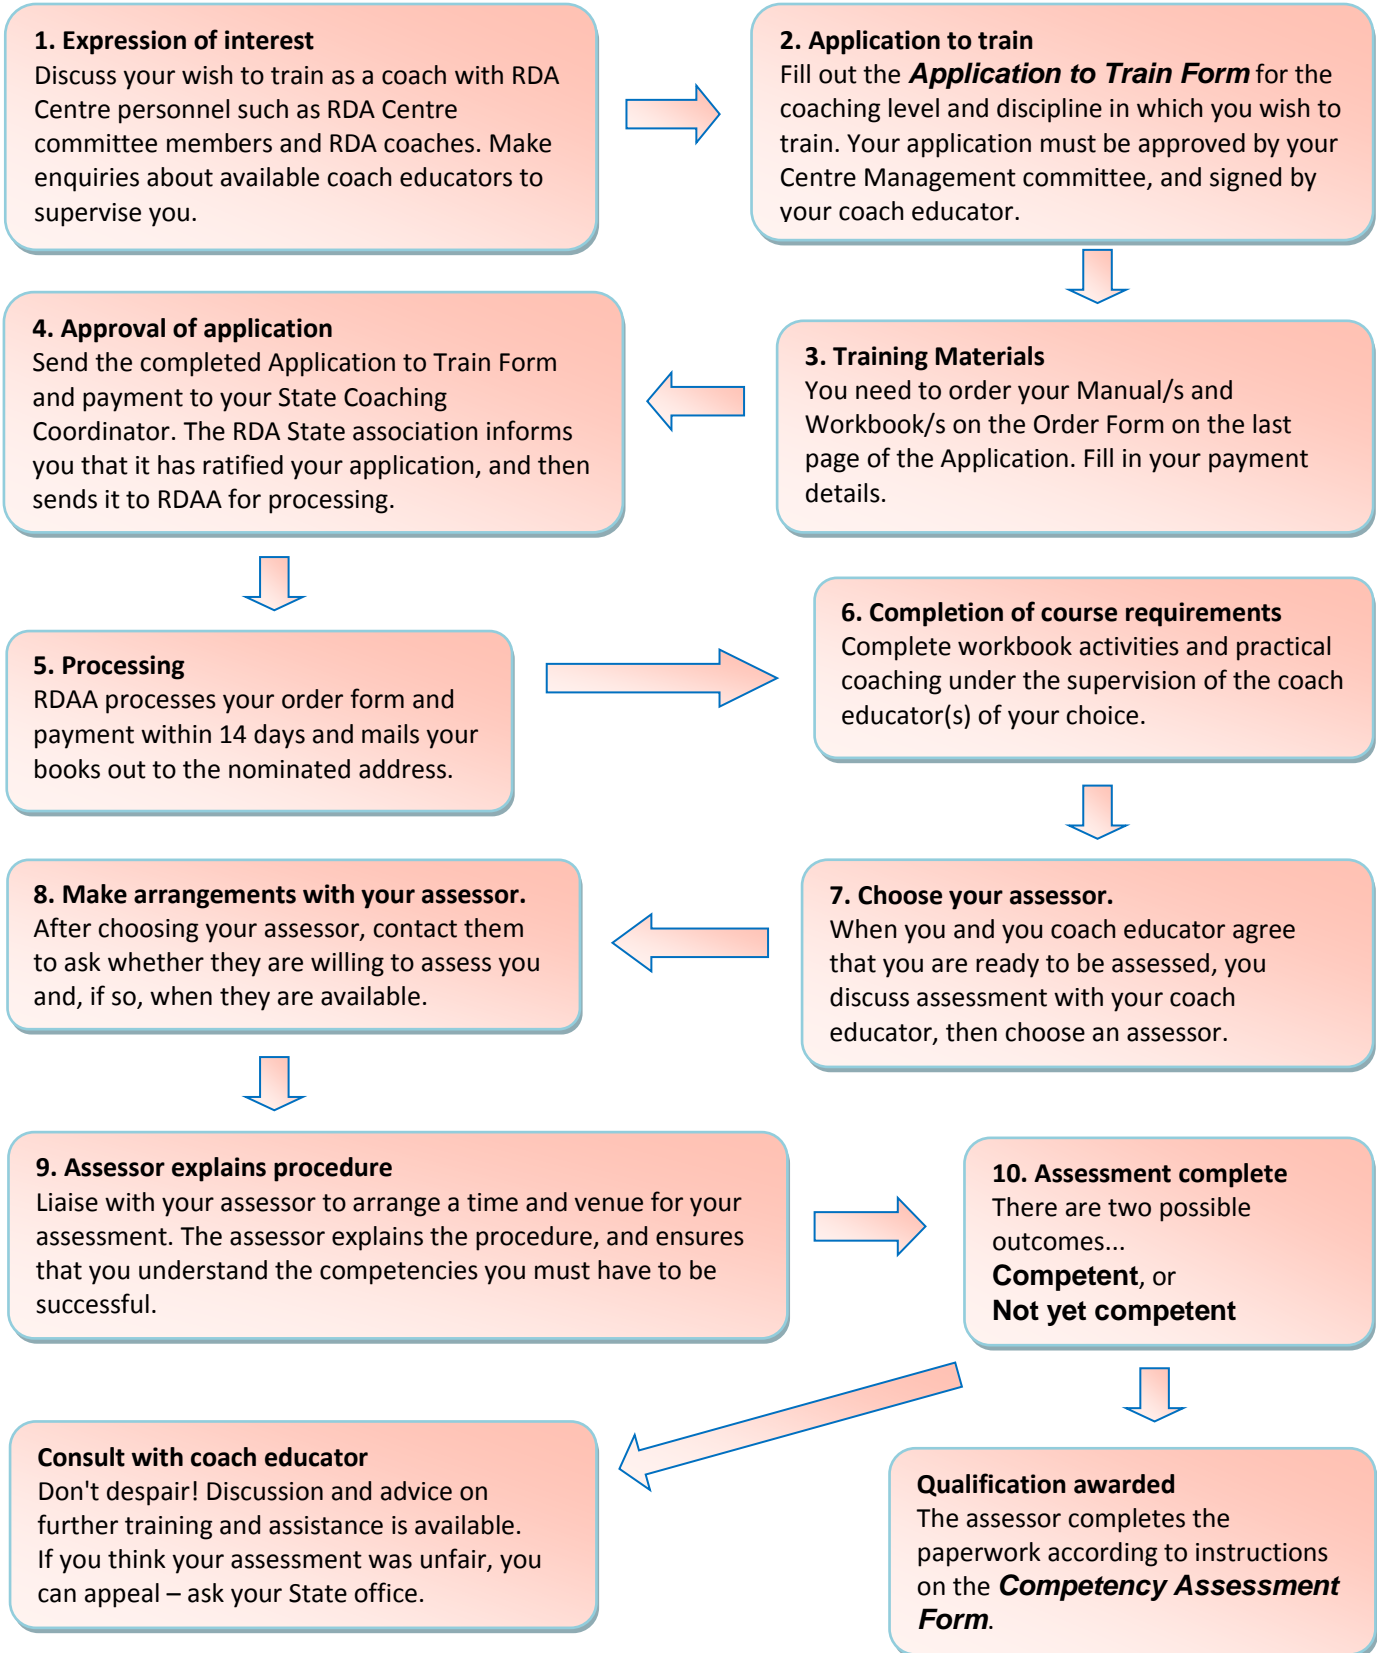 1. Expression of interest
Discuss your wish to train as a coach with RDA
Centre personnel such as RDA Centre
committee members and RDA coaches. Make
enquiries about available coach educators to
supervise you.
2. Application to train
Fill out the Application to Train Form for the
coaching level and discipline in which you wish to
train. Your application must be approved by your
Centre Management committee, and signed by
your coach educator.
3. Training Materials
You need to order your Manual/s and
Workbook/s on the Order Form on the last
page of the Application. Fill in your payment
details.
4. Approval of application
Send the completed Application to Train Form
and payment to your State Coaching
Coordinator. The RDA State association informs
you that it has ratified your application, and then
sends it to RDAA for processing.
5. Processing
RDAA processes your order form and
payment within 14 days and mails your
books out to the nominated address.
6. Completion of course requirements
Complete workbook activities and practical
coaching under the supervision of the coach
educator(s) of your choice.
7. Choose your assessor.
When you and you coach educator agree
that you are ready to be assessed, you
discuss assessment with your coach
educator, then choose an assessor.
8. Make arrangements with your assessor.
After choosing your assessor, contact them
to ask whether they are willing to assess you
and, if so, when they are available.
9. Assessor explains procedure
Liaise with your assessor to arrange a time and venue for your
assessment. The assessor explains the procedure, and ensures
that you understand the competencies you must have to be
successful.
10. Assessment complete
There are two possible
outcomes...
Competent, or
Not yet competent
Consult with coach educator
Don't despair! Discussion and advice on
further training and assistance is available.
If you think your assessment was unfair, you
can appeal – ask your State office.
Qualification awarded
The assessor completes the
paperwork according to instructions
on the Competency Assessment
Form.